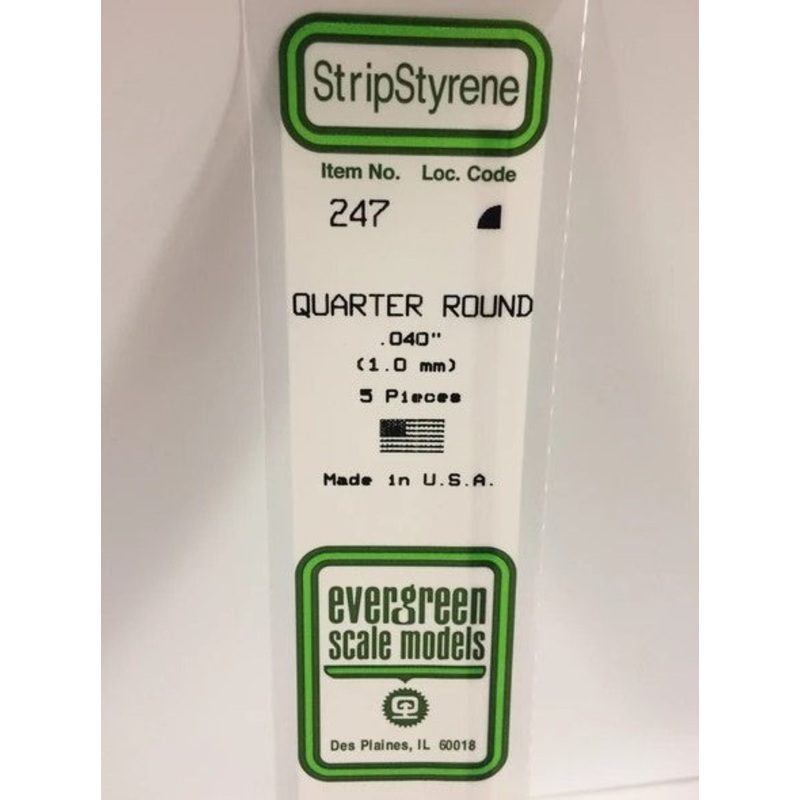 StripStyrene
Item No. Loc. Code
247
QUARTER ROUND
.040"
(1.0 mm)
5 Pieces
Made in U.S.A.
evergreen
scale models
Des Plaines, IL 60018